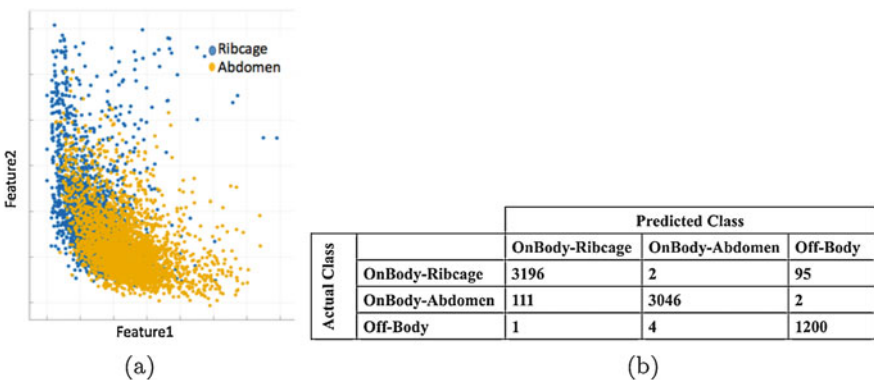 Ribcage
Abdomen
Feature2
Feature1
(a)
Predicted Class
Actual Class
OnBody-Ribcage OnBody-Abdomen Off-Body
OnBody-Ribcage 3196 2 95
OnBody-Abdomen 111 3046 2
Off-Body 1 4 1200
(b)